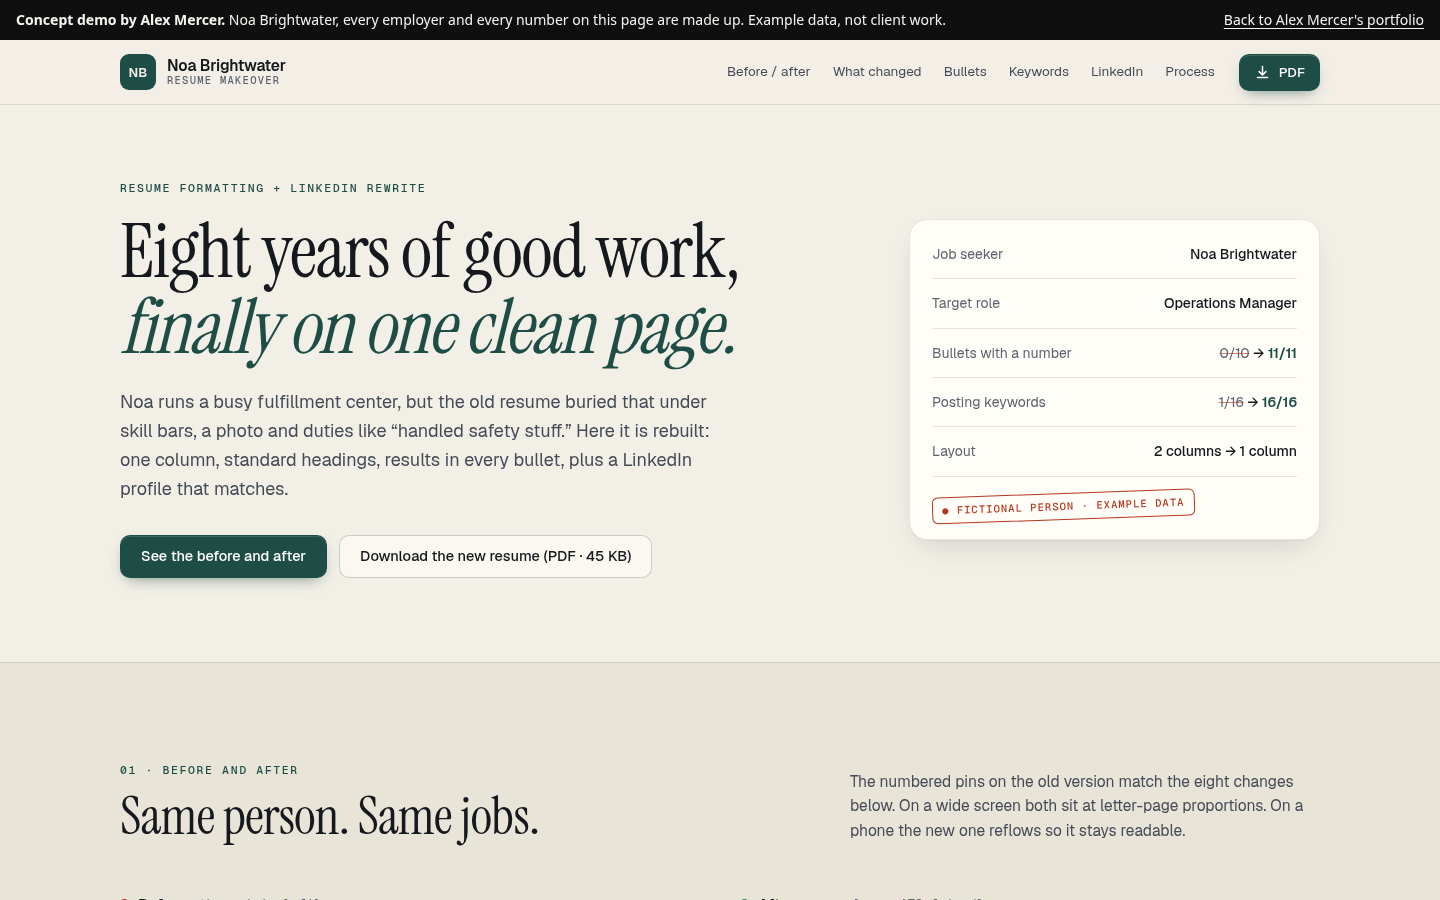 Concept demo by Alex Mercer. Noa Brightwater, every employer and every number on this page are made up. Example data, not client work.
Back to Alex Mercer's portfolio
NB
Noa Brightwater
RESUME MAKEOVER
Before / after
What changed
Bullets
Keywords
LinkedIn
Process
PDF
RESUME FORMATTING + LINKEDIN REWRITE
Eight years of good work,
finally on one clean page.
Noa runs a busy fulfillment center, but the old resume buried that under
skill bars, a photo and duties like “handled safety stuff.” Here it is rebuilt:
one column, standard headings, results in every bullet, plus a LinkedIn
profile that matches.
See the before and after
Download the new resume (PDF · 45 KB)
Job seeker
Noa Brightwater
Target role
Operations Manager
Bullets with a number
0/10 → 11/11
Posting keywords
1/16 → 16/16
Layout
2 columns → 1 column
● FICTIONAL PERSON · EXAMPLE DATA
01 · BEFORE AND AFTER
Same person. Same jobs.
The numbered pins on the old version match the eight changes
below. On a wide screen both sit at letter-page proportions. On a
phone the new one reflows so it stays readable.